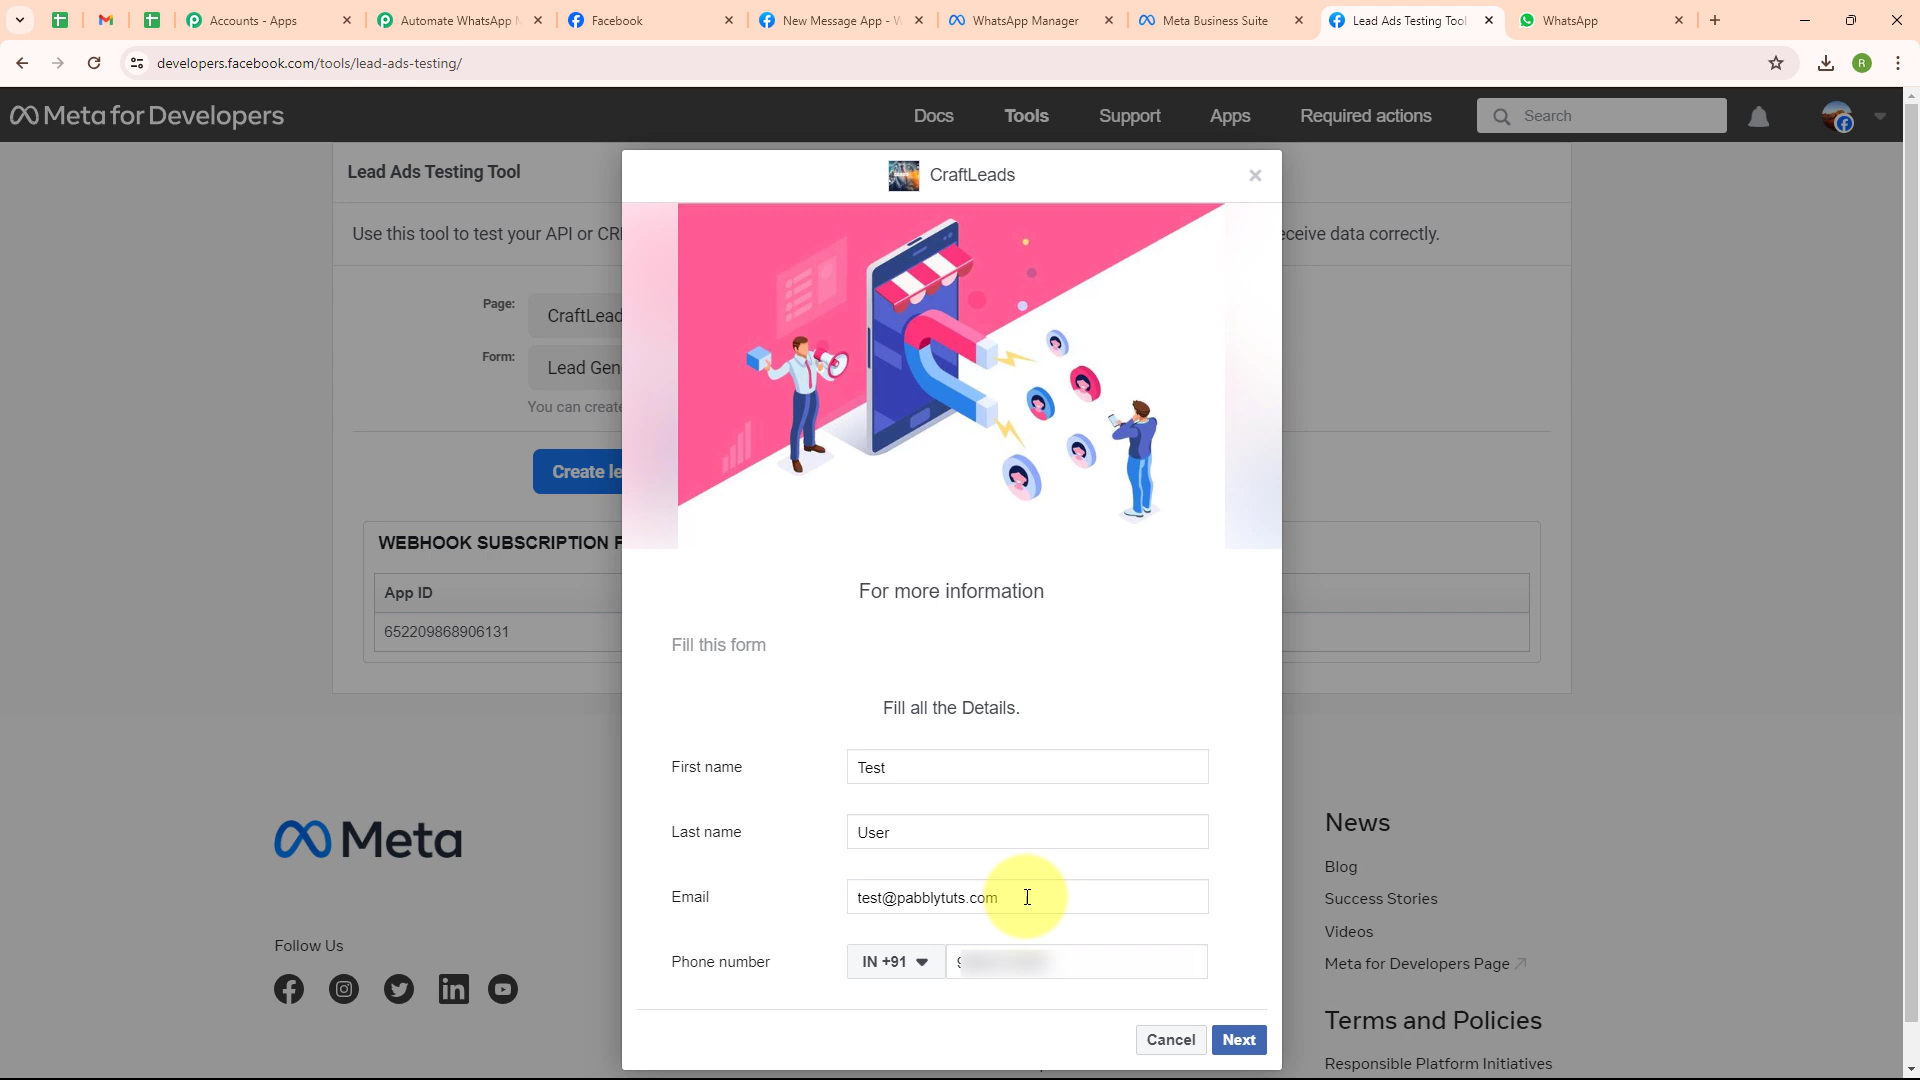 Accounts - Apps
Automate WhatsApp
Facebook
New Message App -
WhatsApp Manager
Meta Business Suite
Lead Ads Testing Tool
WhatsApp
developers.facebook.com/tools/lead-ads-testing/
R
Meta for Developers
Docs
Tools
Support
Apps
Required actions
Search
Lead Ads Testing Tool
CraftLeads
Use this tool to test your API or
eceive data correctly.
Page:
CraftLead
Form:
Lead Gen
You can create
Create le
WEBHOOK SUBSCRIPTION
App ID
652209868906131
For more information
Fill this form
Fill all the Details.
First name
Test
Last name
User
Email
test@pabblytuts.com
Phone number
IN +91
Cancel
Next
Meta
Follow Us
News
Blog
Success Stories
Videos
Meta for Developers Page
Terms and Policies
Responsible Platform Initiatives